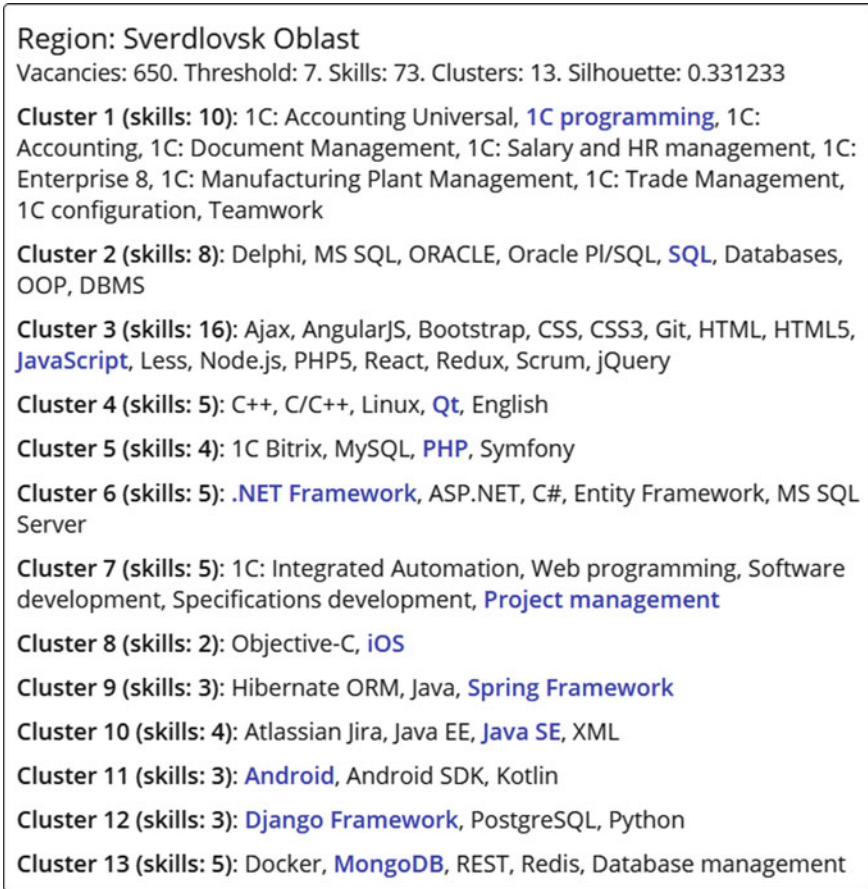 Region: Sverdlovsk Oblast
Vacancies: 650. Threshold: 7. Skills: 73. Clusters: 13. Silhouette: 0.331233
Cluster 1 (skills: 10): 1C: Accounting Universal, 1C programming, 1C:
Accounting, 1C: Document Management, 1C: Salary and HR management, 1C:
Enterprise 8, 1C: Manufacturing Plant Management, 1C: Trade Management,
1C configuration, Teamwork
Cluster 2 (skills: 8): Delphi, MS SQL, ORACLE, Oracle Pl/SQL, SQL, Databases,
OOP, DBMS
Cluster 3 (skills: 16): Ajax, AngularJS, Bootstrap, CSS, CSS3, Git, HTML, HTML5,
JavaScript, Less, Node.js, PHP5, React, Redux, Scrum, jQuery
Cluster 4 (skills: 5): C++, C/C++, Linux, Qt, English
Cluster 5 (skills: 4): 1C Bitrix, MySQL, PHP, Symfony
Cluster 6 (skills: 5): .NET Framework, ASP.NET, C#, Entity Framework, MS SQL
Server
Cluster 7 (skills: 5): 1C: Integrated Automation, Web programming, Software
development, Specifications development, Project management
Cluster 8 (skills: 2): Objective-C, iOS
Cluster 9 (skills: 3): Hibernate ORM, Java, Spring Framework
Cluster 10 (skills: 4): Atlassian Jira, Java EE, Java SE, XML
Cluster 11 (skills: 3): Android, Android SDK, Kotlin
Cluster 12 (skills: 3): Django Framework, PostgreSQL, Python
Cluster 13 (skills: 5): Docker, MongoDB, REST, Redis, Database management